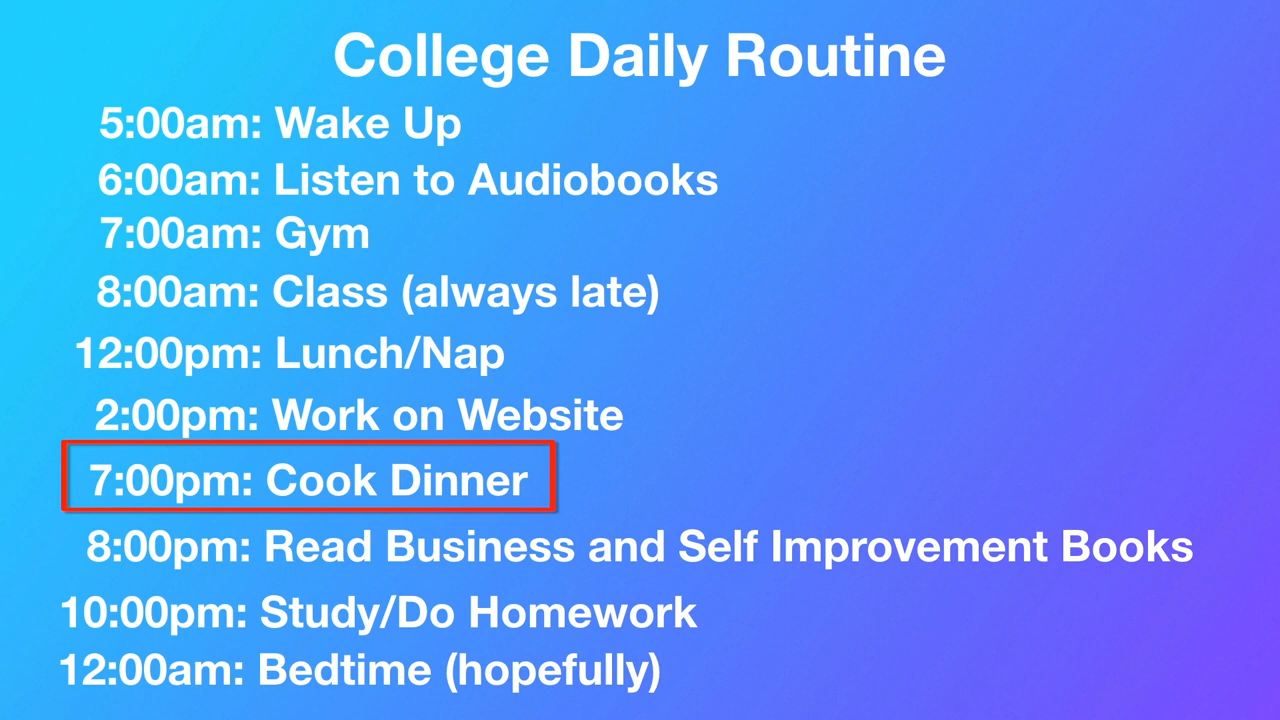 College Daily Routine
5:00am: Wake Up
6:00am: Listen to Audiobooks
7:00am: Gym
8:00am: Class (always late)
12:00pm: Lunch/Nap
2:00pm: Work on Website
7:00pm: Cook Dinner
8:00pm: Read Business and Self Improvement Books
10:00pm: Study/Do Homework
12:00am: Bedtime (hopefully)